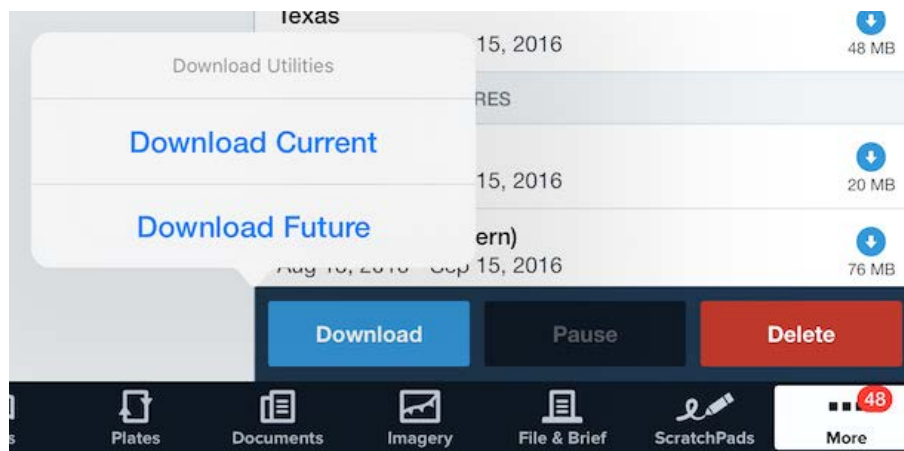 Texas
15, 2016
48 MB
Download Utilities
RES
Download Current
15, 2016
20 MB
Download Future
ern)
15, 2016
76 MB
Download
Pause
Delete
48
s
Plates
Documents
Imagery
File & Brief
ScratchPads
More